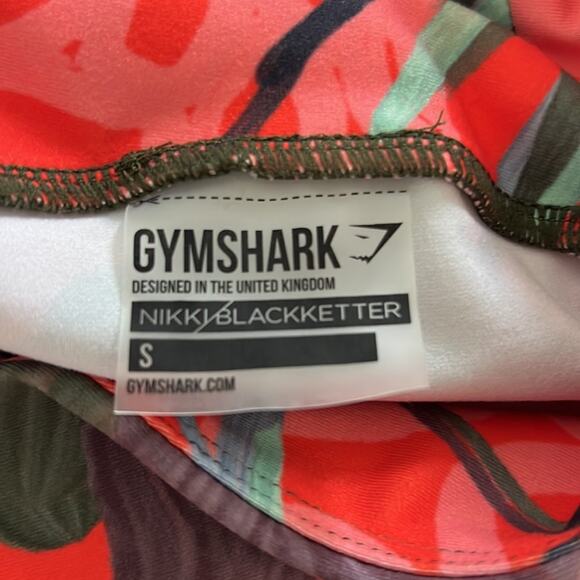 GYMSHARK
DESIGNED IN THE UNITED KINGDOM
NIKKI/BLACKKETTER
S
GYMSHARK.COM